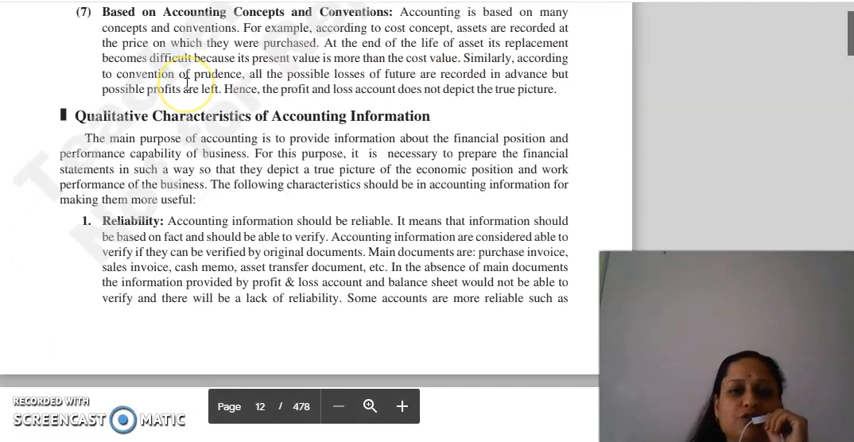 (7) Based on Accounting Concepts and Conventions: Accounting is based on many
concepts and conventions. For example, according to cost concept, assets are recorded at
the price on which they were purchased. At the end of the life of asset its replacement
becomes difficult because its present value is more than the cost value. Similarly, according
to convention of prudence, all the possible losses of future are recorded in advance but
possible profits are left. Hence, the profit and loss account does not depict the true picture.
Qualitative Characteristics of Accounting Information
The main purpose of accounting is to provide information about the financial position and
performance capability of business. For this purpose, it is necessary to prepare the financial
statements in such a way so that they depict a true picture of the economic position and work
performance of the business. The following characteristics should be in accounting information for
making them more useful:
1. Reliability: Accounting information should be reliable. It means that information should
be based on fact and should be able to verify. Accounting information are considered able to
verify if they can be verified by original documents. Main documents are: purchase invoice,
sales invoice, cash memo, asset transfer document, etc. In the absence of main documents
the information provided by profit & loss account and balance sheet would not be able to
verify and there will be a lack of reliability. Some accounts are more reliable such as
RECORDED WITH
SCREENCAST MATIC
Page 12 / 478